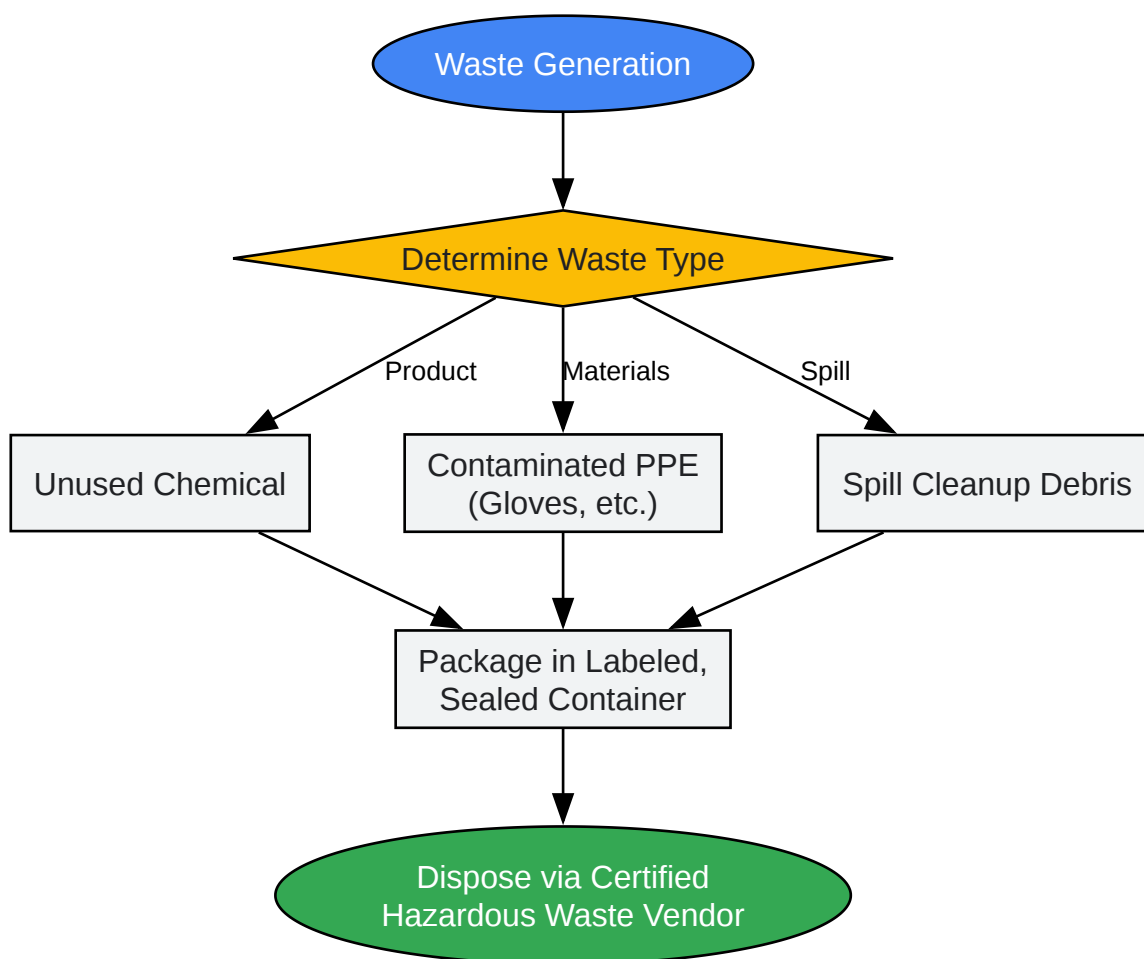 Waste Generation
Determine Waste Type
Product
Materials
Spill
Unused Chemical
Contaminated PPE
(Gloves, etc.)
Spill Cleanup Debris
Package in Labeled,
Sealed Container
Dispose via Certified
Hazardous Waste Vendor